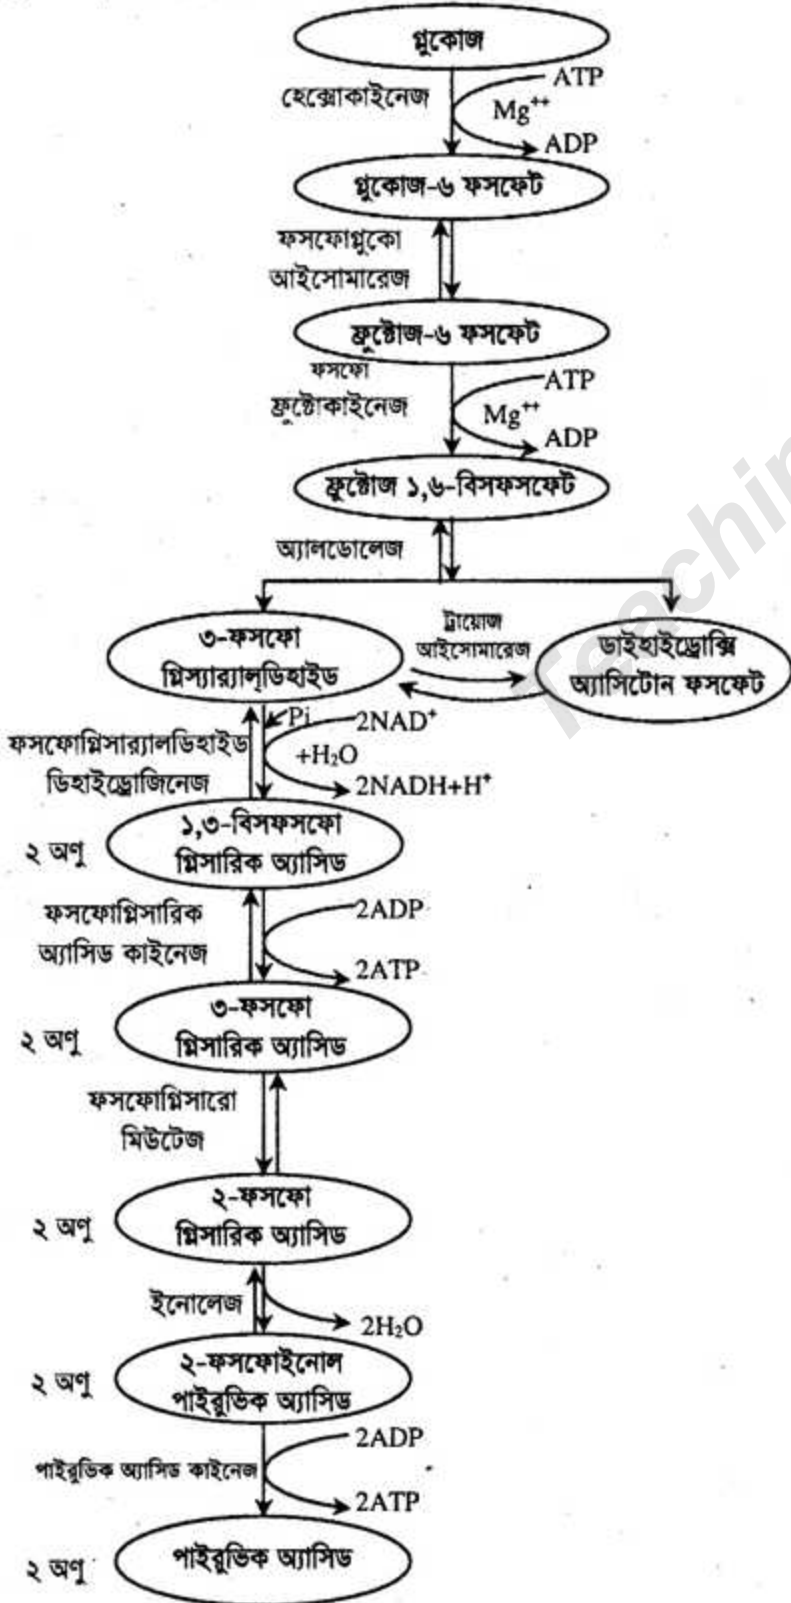 গ্লুকোজ
হেক্সোকাইনেজ
ATP
Mg⁺⁺
ADP
গ্লুকোজ-৬ ফসফেট
ফসফোগ্লুকো
আইসোমারেজ
ফ্রুক্টোজ-৬ ফসফেট
ফসফো
ফ্রুক্টোকাইনেজ
ATP
Mg⁺⁺
ADP
ফ্রুক্টোজ ১,৬-বিসফসফেট
অ্যালডোলেজ
৩-ফসফো
গ্লিস্যার‍্যাল্ডিহাইড
ট্রায়োজ
আইসোমারেজ
ডাইহাইড্রোক্সি
অ্যাসিটোন ফসফেট
Pi
2NAD⁺
ফসফোগ্লিসার‍্যালডিহাইড
ডিহাইড্রোজিনেজ
+H₂O
2NADH+H⁺
২ অণু
১,৩-বিসফসফো
গ্লিসারিক অ্যাসিড
ফসফোগ্লিসারিক
অ্যাসিড কাইনেজ
2ADP
2ATP
২ অণু
৩-ফসফো
গ্লিসারিক অ্যাসিড
ফসফোগ্লিসারো
মিউটেজ
২ অণু
২-ফসফো
গ্লিসারিক অ্যাসিড
ইনোলেজ
2H₂O
২ অণু
২-ফসফোইনোল
পাইরুভিক অ্যাসিড
2ADP
পাইরুভিক অ্যাসিড কাইনেজ
2ATP
২ অণু
পাইরুভিক অ্যাসিড
Teachin